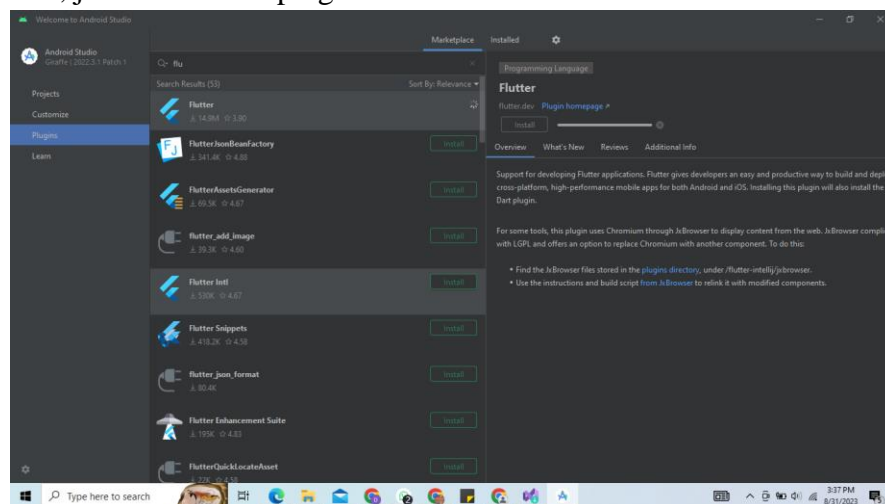 Welcome to Android Studio
Android Studio
Giraffe | 2022.3.1 Patch 1
Projects
Customize
Plugins
Learn
Marketplace
Installed
flu
Search Results (53)
Sort By: Relevance
Flutter
14.9M 3.90
FlutterJsonBeanFactory
341.4K 4.88
Install
FlutterAssetsGenerator
69.5K 4.67
Install
flutter_add_image
39.3K 4.60
Install
Flutter Intl
530K 4.67
Install
Flutter Snippets
418.2K 4.58
Install
flutter_json_format
80.4K
Install
Flutter Enhancement Suite
195K 4.83
Install
FlutterQuickLocateAsset
22K 4.58
Install
Programming Language
Flutter
flutter.dev Plugin homepage
Install
Overview What's New Reviews Additional Info
Support for developing Flutter applications. Flutter gives developers an easy and productive way to build and depl
cross-platform, high-performance mobile apps for both Android and iOS. Installing this plugin will also install the
Dart plugin.
For some tools, this plugin uses Chromium through JxBrowser to display content from the web. JxBrowser compli
with LGPL and offers an option to replace Chromium with another component. To do this:
• Find the JxBrowser files stored in the plugins directory, under /flutter-intellij/jxbrowser.
• Use the instructions and build script from JxBrowser to relink it with modified components.
Type here to search
3:37 PM
8/31/2023